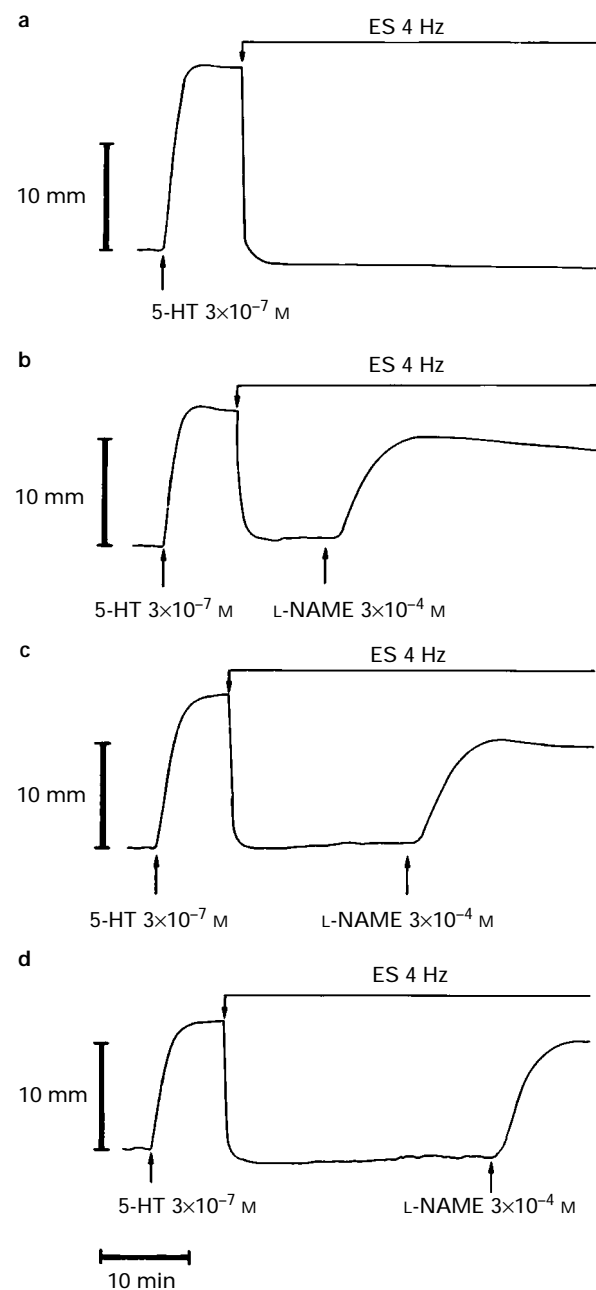 a
ES 4 Hz
10 mm
5-HT 3×10⁻⁷ M
b
ES 4 Hz
10 mm
5-HT 3×10⁻⁷ M L-NAME 3×10⁻⁴ M
c
ES 4 Hz
10 mm
5-HT 3×10⁻⁷ M L-NAME 3×10⁻⁴ M
d
ES 4 Hz
10 mm
5-HT 3×10⁻⁷ M L-NAME 3×10⁻⁴ M
10 min